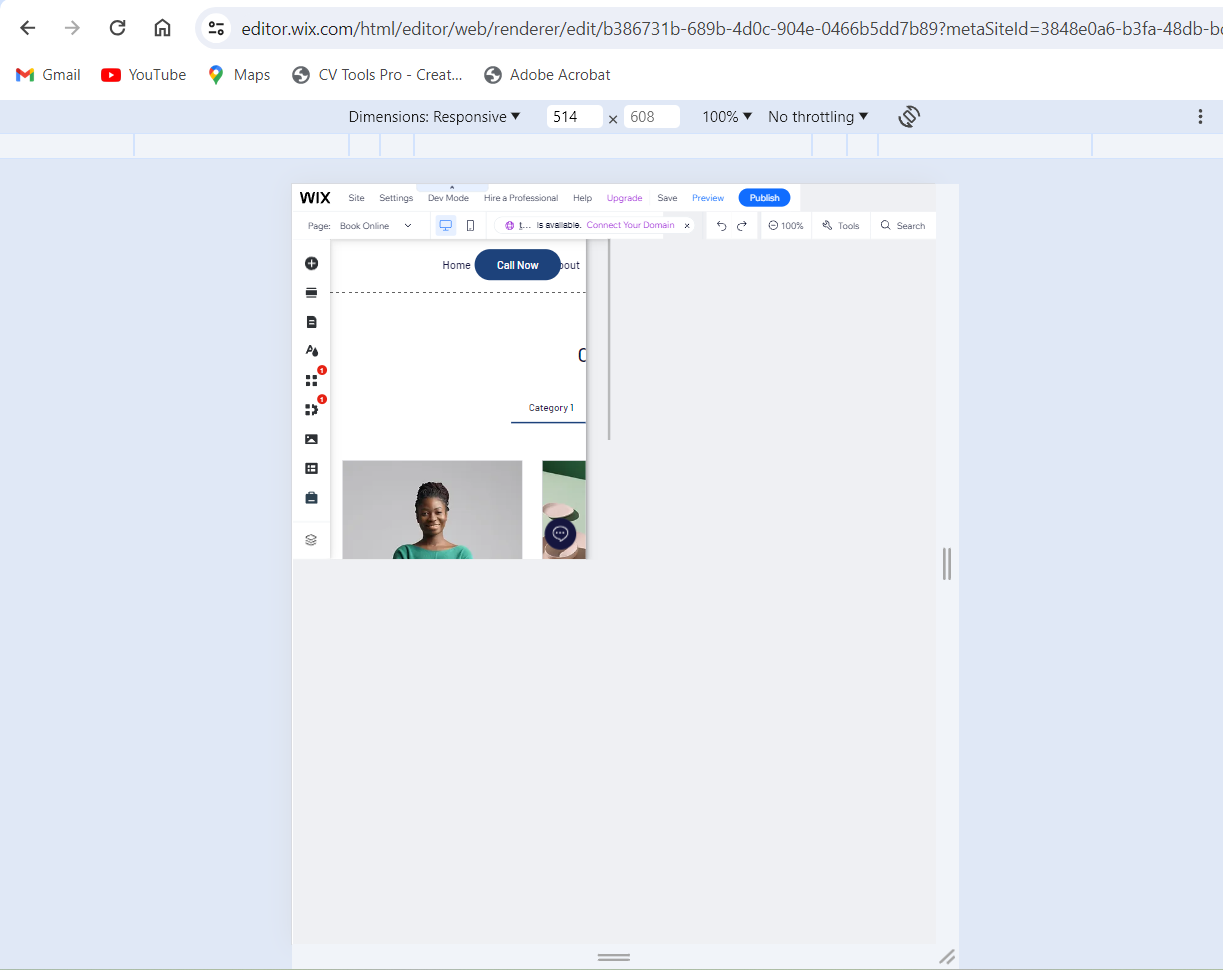 editor.wix.com/html/editor/web/renderer/edit/b386731b-689b-4d0c-904e-0466b5dd7b89?metaSiteId=3848e0a6-b3fa-48db-b
Gmail YouTube Maps CV Tools Pro - Creat... Adobe Acrobat
Dimensions: Responsive 514 × 608 100% No throttling
WIX Site Settings Dev Mode Hire a Professional Help Upgrade Save Preview Publish
Page: Book Online t... is available. Connect Your Domain × 100% Tools Search
Home Call Now bout
1
1
Category 1